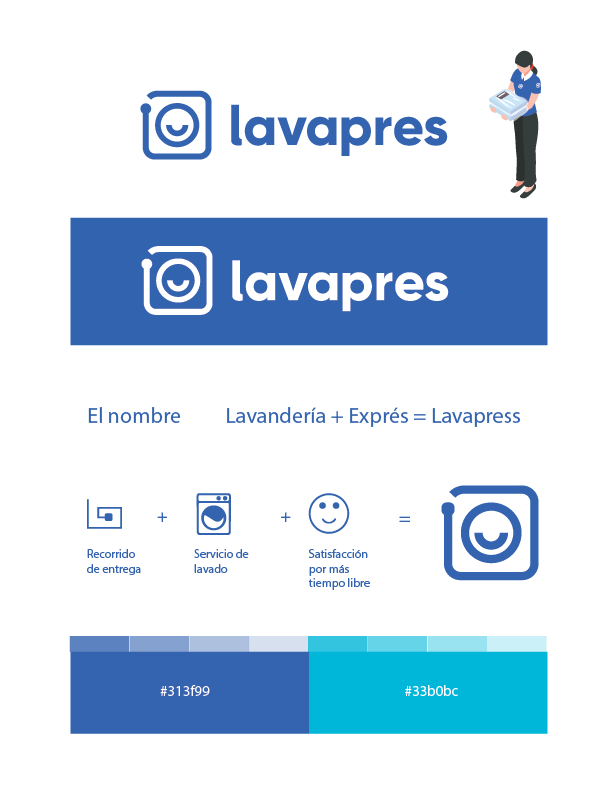 lavapres
lavapres
El nombre
Lavandería + Exprés = Lavapress
Recorrido
de entrega
+
Servicio de
lavado
+
Satisfacción
por más
tiempo libre
=
#313f99
#33b0bc